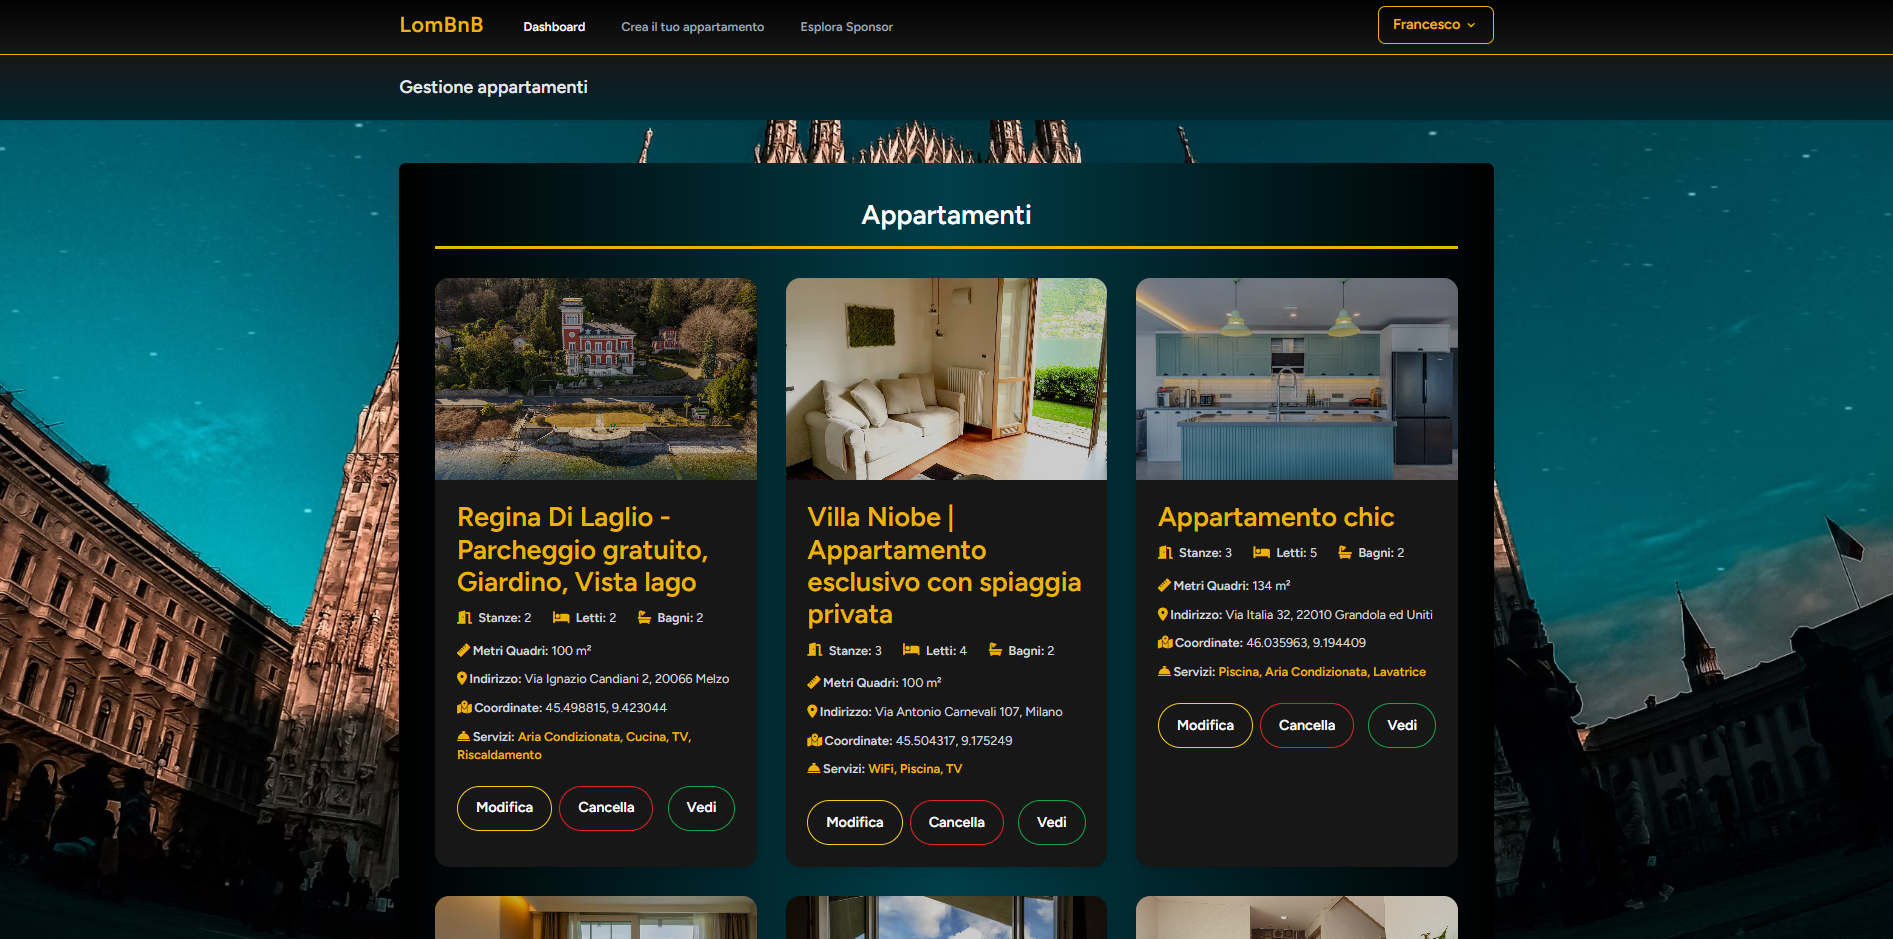 LomBnB
Dashboard
Crea il tuo appartamento
Esplora Sponsor
Francesco
Gestione appartamenti
Appartamenti
Regina Di Laglio -
Parcheggio gratuito,
Giardino, Vista lago
Stanze: 2 Letti: 2 Bagni: 2
Metri Quadri: 100 m²
Indirizzo: Via Ignazio Candiani 2, 20066 Melzo
Coordinate: 45.498815, 9.423044
Servizi: Aria Condizionata, Cucina, TV,
Riscaldamento
Modifica Cancella Vedi
Villa Niobe |
Appartamento
esclusivo con spiaggia
privata
Stanze: 3 Letti: 4 Bagni: 2
Metri Quadri: 100 m²
Indirizzo: Via Antonio Carnevali 107, Milano
Coordinate: 45.504317, 9.175249
Servizi: WiFi, Piscina, TV
Modifica Cancella Vedi
Appartamento chic
Stanze: 3 Letti: 5 Bagni: 2
Metri Quadri: 134 m²
Indirizzo: Via Italia 32, 22010 Grandola ed Uniti
Coordinate: 46.035963, 9.194409
Servizi: Piscina, Aria Condizionata, Lavatrice
Modifica Cancella Vedi